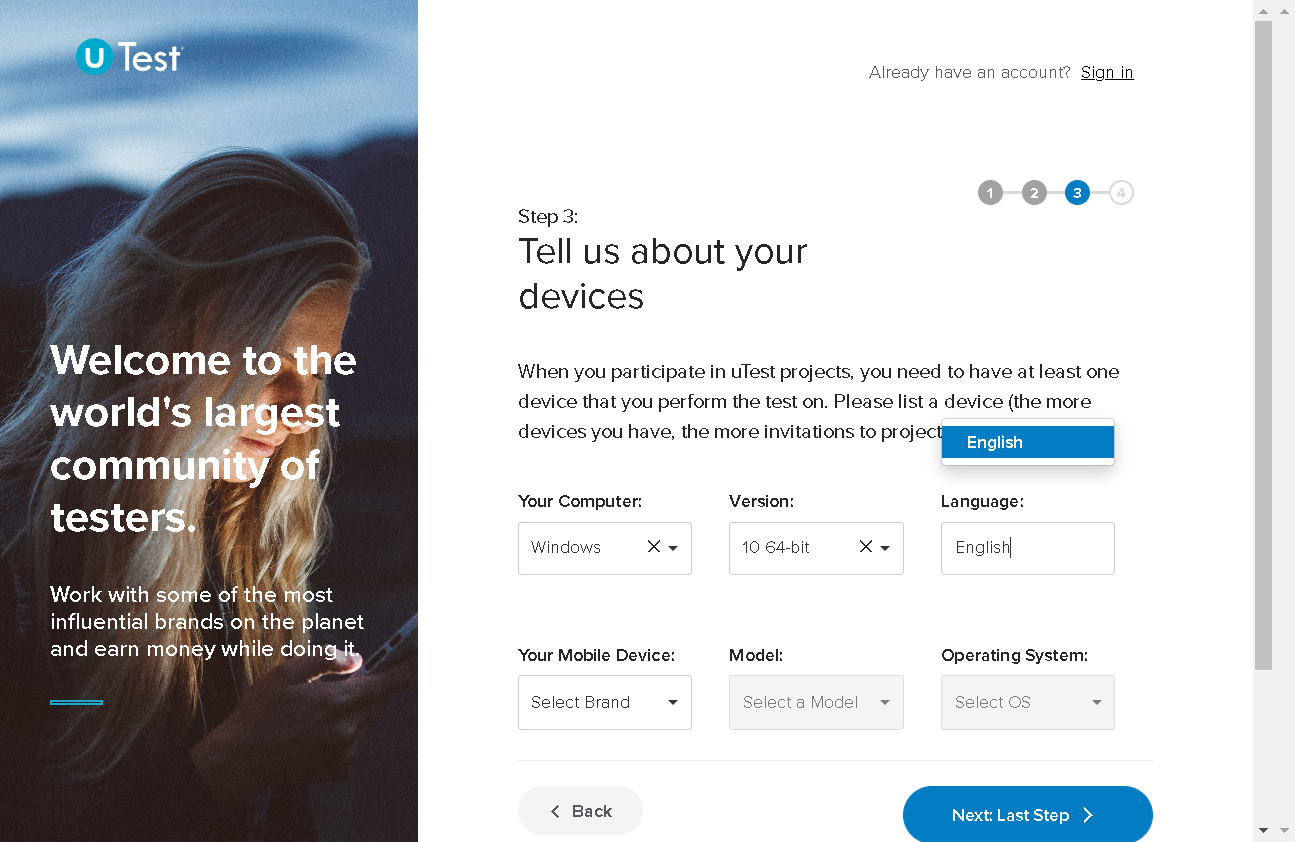 U Test
Already have an account? Sign in
1 2 3 4
Step 3:
Tell us about your
devices
Welcome to the
world's largest
community of
testers.
When you participate in uTest projects, you need to have at least one
device that you perform the test on. Please list a device (the more
devices you have, the more invitations to project
English
Your Computer: Version: Language:
Windows 10 64-bit English
Work with some of the most
influential brands on the planet
and earn money while doing it.
Your Mobile Device: Model: Operating System:
Select Brand Select a Model Select OS
Back Next: Last Step